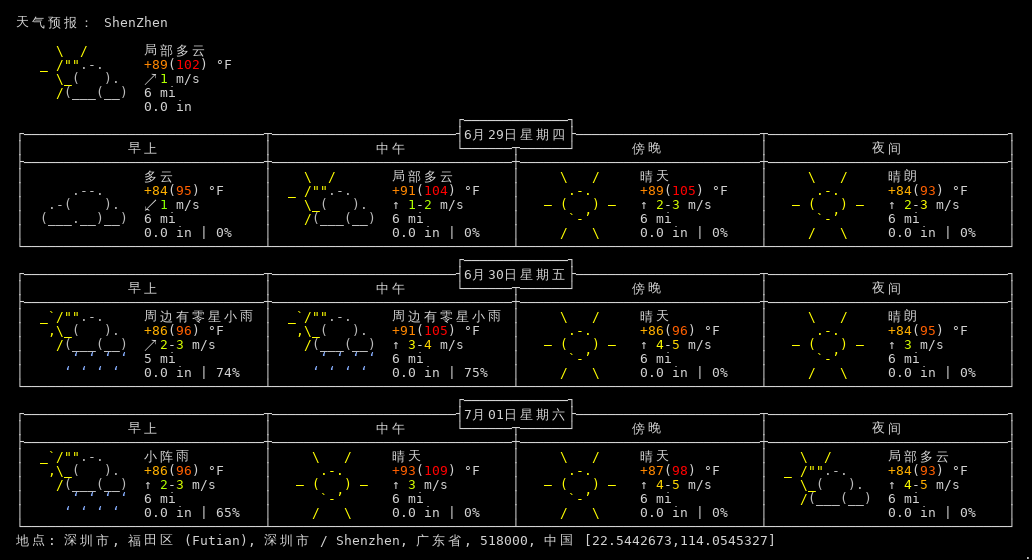 天气预报： ShenZhen
局部多云
+89(102) °F
↗1 m/s
6 mi
0.0 in
6月29日星期四
早上 中午 傍晚 夜间
多云 局部多云 晴天 晴朗
+84(95) °F +91(104) °F +89(105) °F +84(93) °F
↙1 m/s ↑ 1-2 m/s ↑ 2-3 m/s ↑ 2-3 m/s
6 mi 6 mi 6 mi 6 mi
0.0 in | 0% 0.0 in | 0% 0.0 in | 0% 0.0 in | 0%
6月30日星期五
早上 中午 傍晚 夜间
周边有零星小雨 周边有零星小雨 晴天 晴朗
+86(96) °F +91(105) °F +86(96) °F +84(95) °F
↗2-3 m/s ↑ 3-4 m/s ↑ 4-5 m/s ↑ 3 m/s
5 mi 6 mi 6 mi 6 mi
0.0 in | 74% 0.0 in | 75% 0.0 in | 0% 0.0 in | 0%
7月01日星期六
早上 中午 傍晚 夜间
小阵雨 晴天 晴天 局部多云
+86(96) °F +93(109) °F +87(98) °F +84(93) °F
↑ 2-3 m/s ↑ 3 m/s ↑ 4-5 m/s ↑ 4-5 m/s
6 mi 6 mi 6 mi 6 mi
0.0 in | 65% 0.0 in | 0% 0.0 in | 0% 0.0 in | 0%
地点: 深圳市, 福田区 (Futian), 深圳市 / Shenzhen, 广东省, 518000, 中国 [22.5442673,114.0545327]